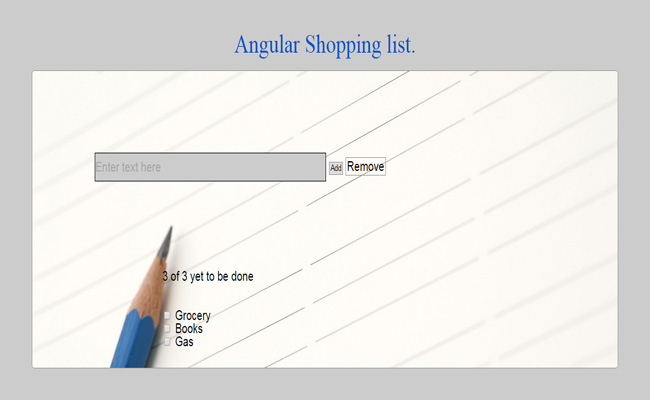 Angular Shopping list.
Enter text here Add Remove
3 of 3 yet to be done
Grocery
Books
Gas